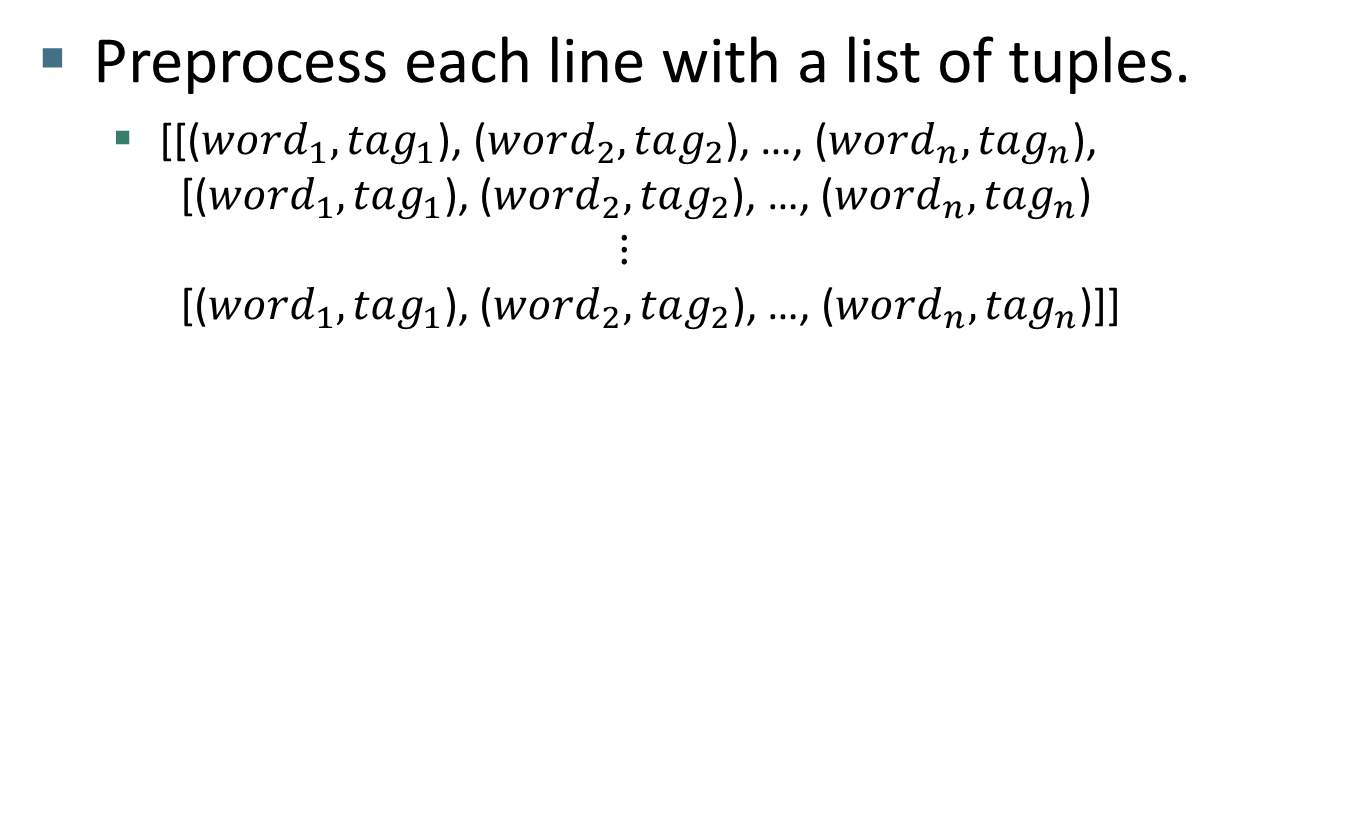 Preprocess each line with a list of tuples.
[[(word₁, tag₁), (word₂, tag₂), ..., (wordₙ, tagₙ),
[(word₁, tag₁), (word₂, tag₂), ..., (wordₙ, tagₙ)
⋮
[(word₁, tag₁), (word₂, tag₂), ..., (wordₙ, tagₙ)]]